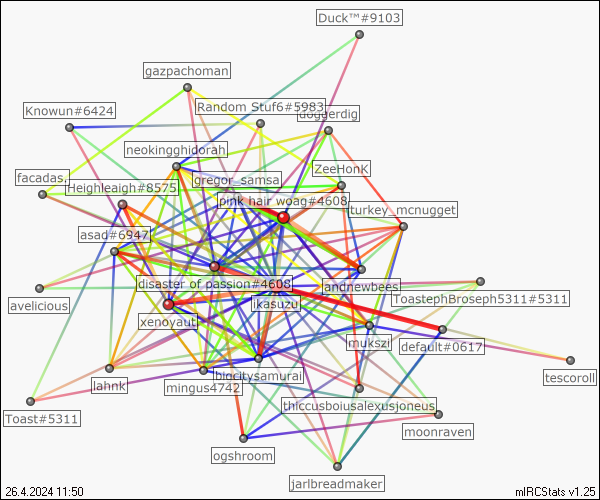 Duck™#9103
gazpachoman
Random Stuf6#5983
Knowun#6424
doggerdig
neokingghidorah
ZeeHonK
facadas,
gregor_samsa
Heighleaigh#8575
pink hair woag#4608
turkey_mcnugget
asad#6947
disaster of passion#4608
andnewbees
ToastephBroseph5311#5311
avelicious
ikasuzu
xenoyauti
mukszi
default#0617
lahnk
mingus4742
bincitysamurai
tescoroll
thiccusboiusalexusjoneus
Toast#5311
moonraven
ogshroom
jarlbreadmaker
26.4.2024 11:50
mIRCStats v1.25